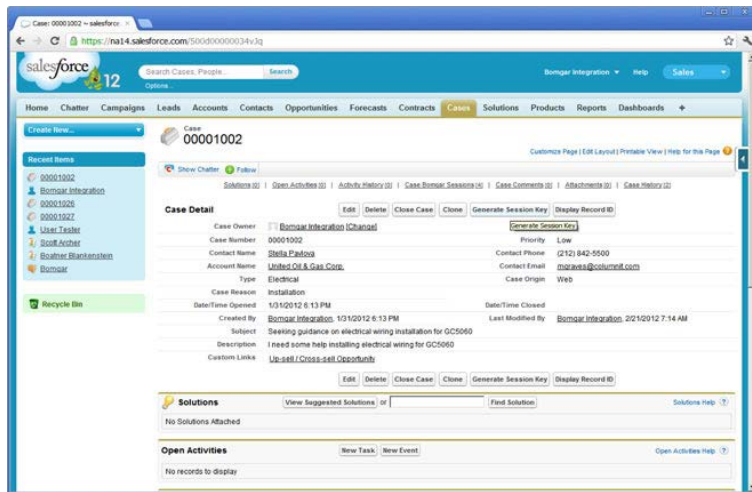 Case: 00001002 ~ salesforce.
https://na14.salesforce.com/500d00000034v3q
salesforce 12
Search Cases, People... Search
Options...
Bomgar Integration Help Sales
Home Chatter Campaigns Leads Accounts Contacts Opportunities Forecasts Contracts Cases Solutions Products Reports Dashboards +
Create New...
Case
00001002
Customize Page | Edit Layout | Printable View | Help for this Page
Recent Items
00001002
Bomgar Integration
00001026
00001027
User Tester
Scott Archer
Boatner Blankenstein
Bomgar
Recycle Bin
Show Chatter Follow
Solutions [0] | Open Activities [0] | Activity History [0] | Case Bomgar Sessions [4] | Case Comments [0] | Attachments [0] | Case History [2]
Case Detail Edit Delete Close Case Clone Generate Session Key Display Record ID
Generate Session Key
Case Owner Bomgar Integration [Change]
Case Number 00001002 Priority Low
Contact Name Stella Pavlova Contact Phone (212) 842-5500
Account Name United Oil & Gas Corp. Contact Email mgraves@columnit.com
Type Electrical Case Origin Web
Case Reason Installation
Date/Time Opened 1/31/2012 6:13 PM Date/Time Closed
Created By Bomgar Integration, 1/31/2012 6:13 PM Last Modified By Bomgar Integration, 2/21/2012 7:14 AM
Subject Seeking guidance on electrical wiring installation for GC5060
Description I need some help installing electrical wiring for GC5060
Custom Links Up-sell / Cross-sell Opportunity
Edit Delete Close Case Clone Generate Session Key Display Record ID
Solutions View Suggested Solutions or Find Solution Solutions Help
No Solutions Attached
Open Activities New Task New Event Open Activities Help
No records to display